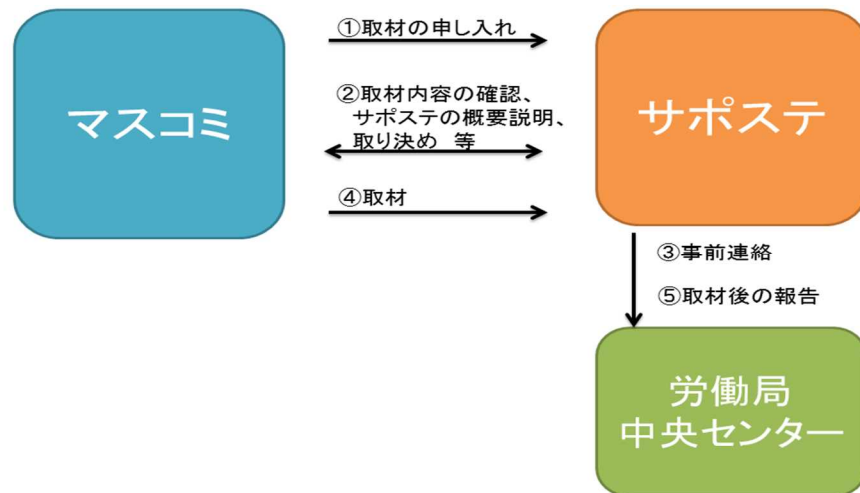 マスコミ
①取材の申し入れ
②取材内容の確認、
サポステの概要説明、
取り決め 等
④取材
サポステ
③事前連絡
⑤取材後の報告
労働局
中央センター